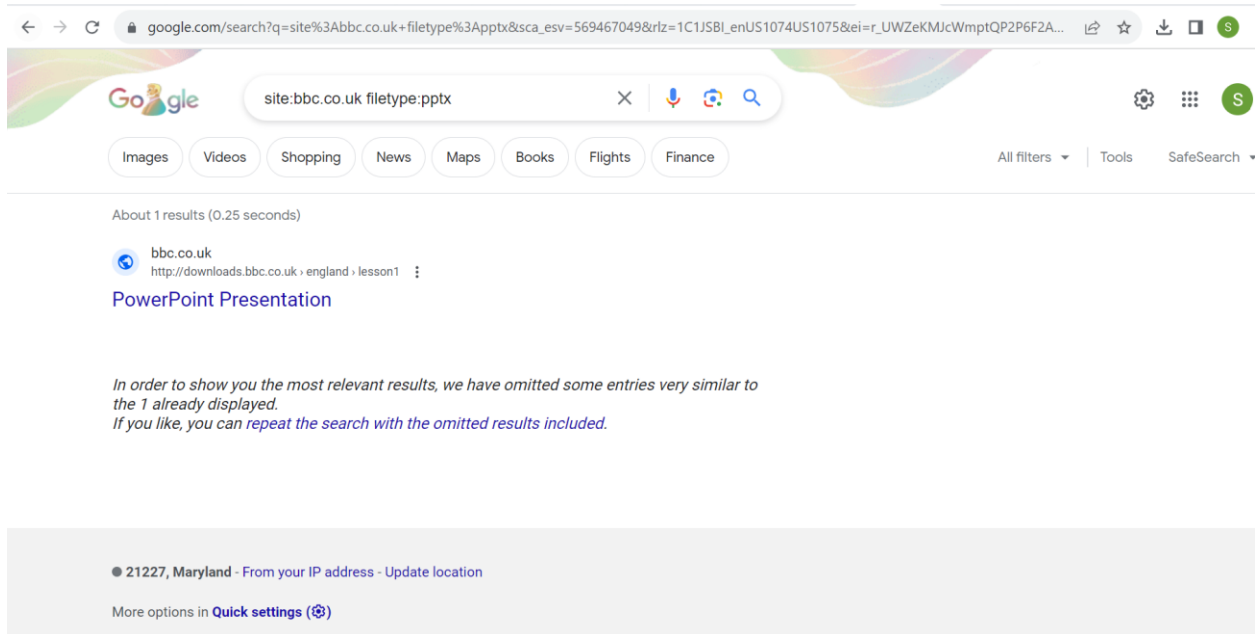 google.com/search?q=site%3Abbc.co.uk+filetype%3Apptx&sca_esv=569467049&rlz=1C1JSBI_enUS1074US1075&ei=r_UWZeKMJcWmptQP2P6F2A... S
Go gle site:bbc.co.uk filetype:pptx S
Images Videos Shopping News Maps Books Flights Finance All filters Tools SafeSearch
About 1 results (0.25 seconds)
bbc.co.uk
http://downloads.bbc.co.uk › england › lesson1
PowerPoint Presentation
In order to show you the most relevant results, we have omitted some entries very similar to
the 1 already displayed.
If you like, you can repeat the search with the omitted results included.
21227, Maryland - From your IP address - Update location
More options in Quick settings ( )